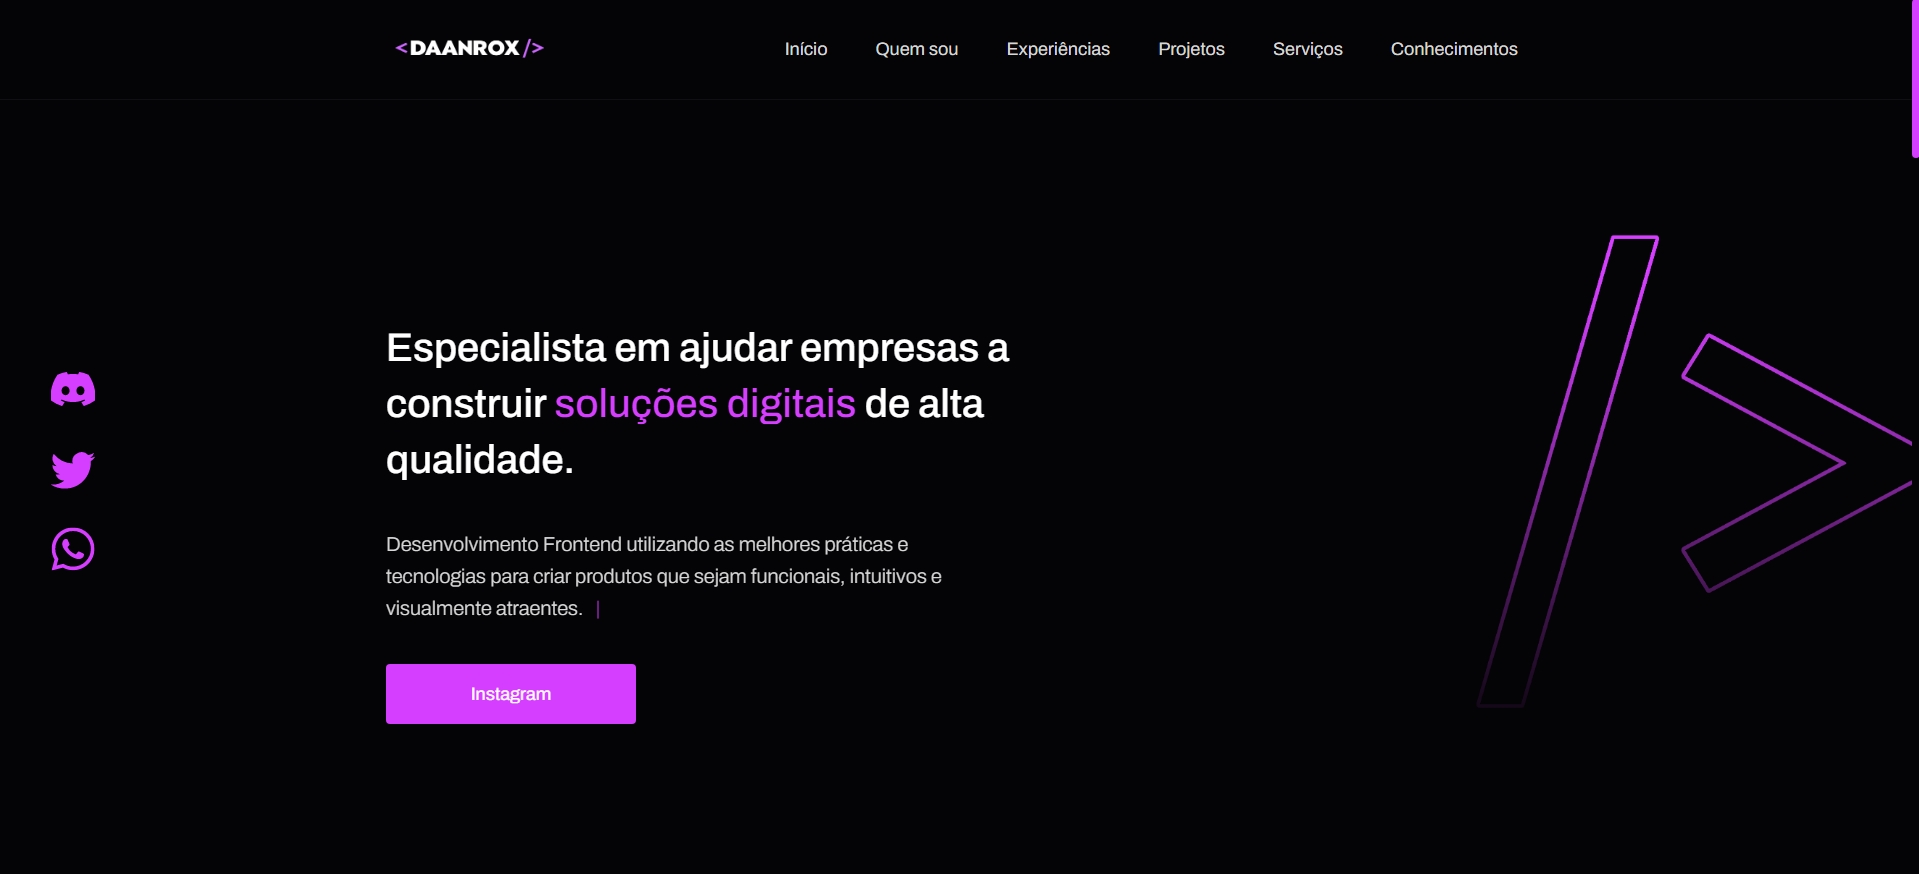 <DAANROX/>
Início
Quem sou
Experiências
Projetos
Serviços
Conhecimentos
Especialista em ajudar empresas a
construir soluções digitais de alta
qualidade.
Desenvolvimento Frontend utilizando as melhores práticas e
tecnologias para criar produtos que sejam funcionais, intuitivos e
visualmente atraentes. |
Instagram
/>